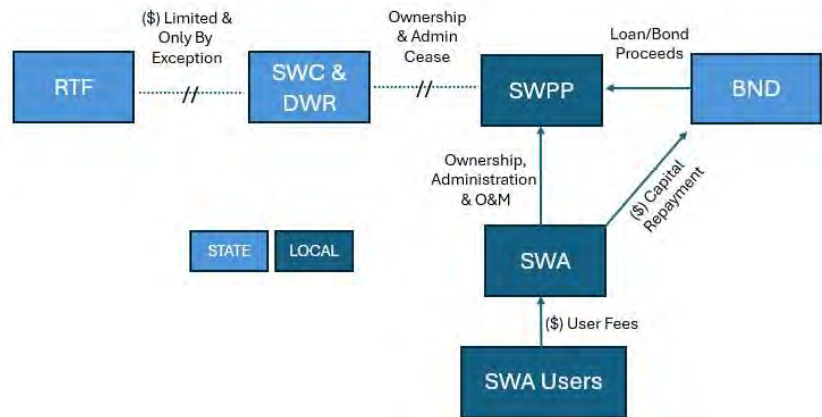 ($) Limited &
Only By
Exception
Ownership
& Admin
Cease
Loan/Bond
Proceeds
RTF
//
SWC &
DWR
//
SWPP
BND
Ownership,
Administration
& O&M
($) Capital
Repayment
STATE
LOCAL
SWA
($) User Fees
SWA Users